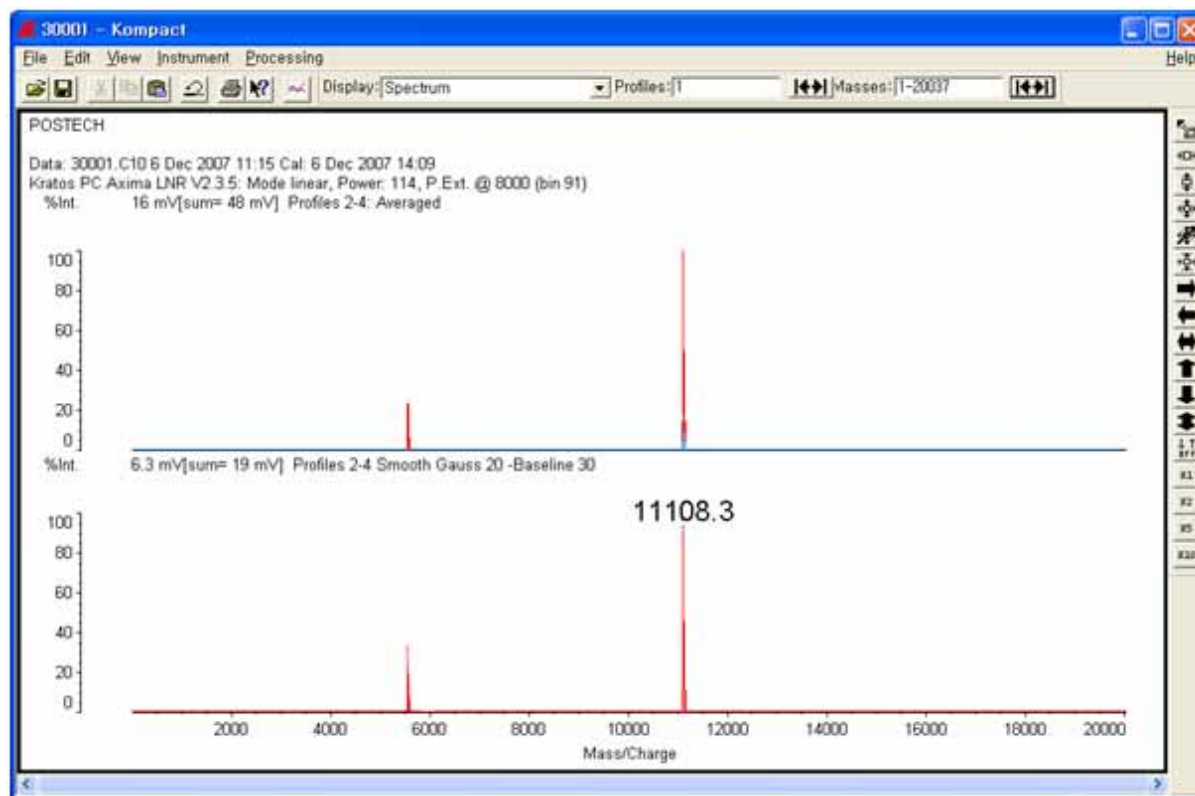 30001 – Kompact
File Edit View Instrument Processing Help
Display: Spectrum Profiles: 1 Masses: 1-20037
POSTECH
Data: 30001.C10 6 Dec 2007 11:15 Cal: 6 Dec 2007 14:09
Kratos PC Axima LNR V2.3.5: Mode linear, Power: 114, P.Ext. @ 8000 (bin 91)
%Int. 16 mV[sum= 48 mV] Profiles 2-4: Averaged
100
80
60
40
20
0
%Int. 6.3 mV[sum= 19 mV] Profiles 2-4 Smooth Gauss 20 -Baseline 30
11108.3
100
80
60
40
20
0
2000 4000 6000 8000 10000 12000 14000 16000 18000 20000
Mass/Charge